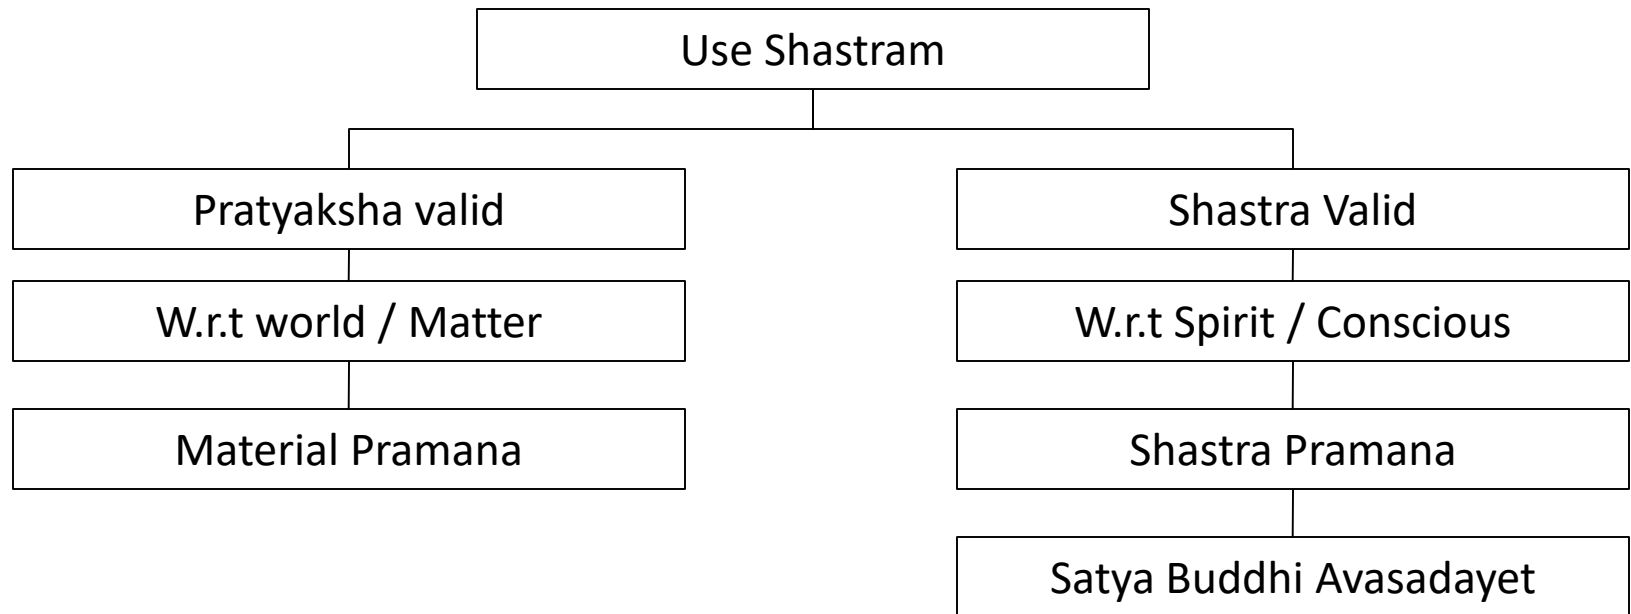 Use Shastram
Pratyaksha valid
Shastra Valid
W.r.t world / Matter
W.r.t Spirit / Conscious
Material Pramana
Shastra Pramana
Satya Buddhi Avasadayet